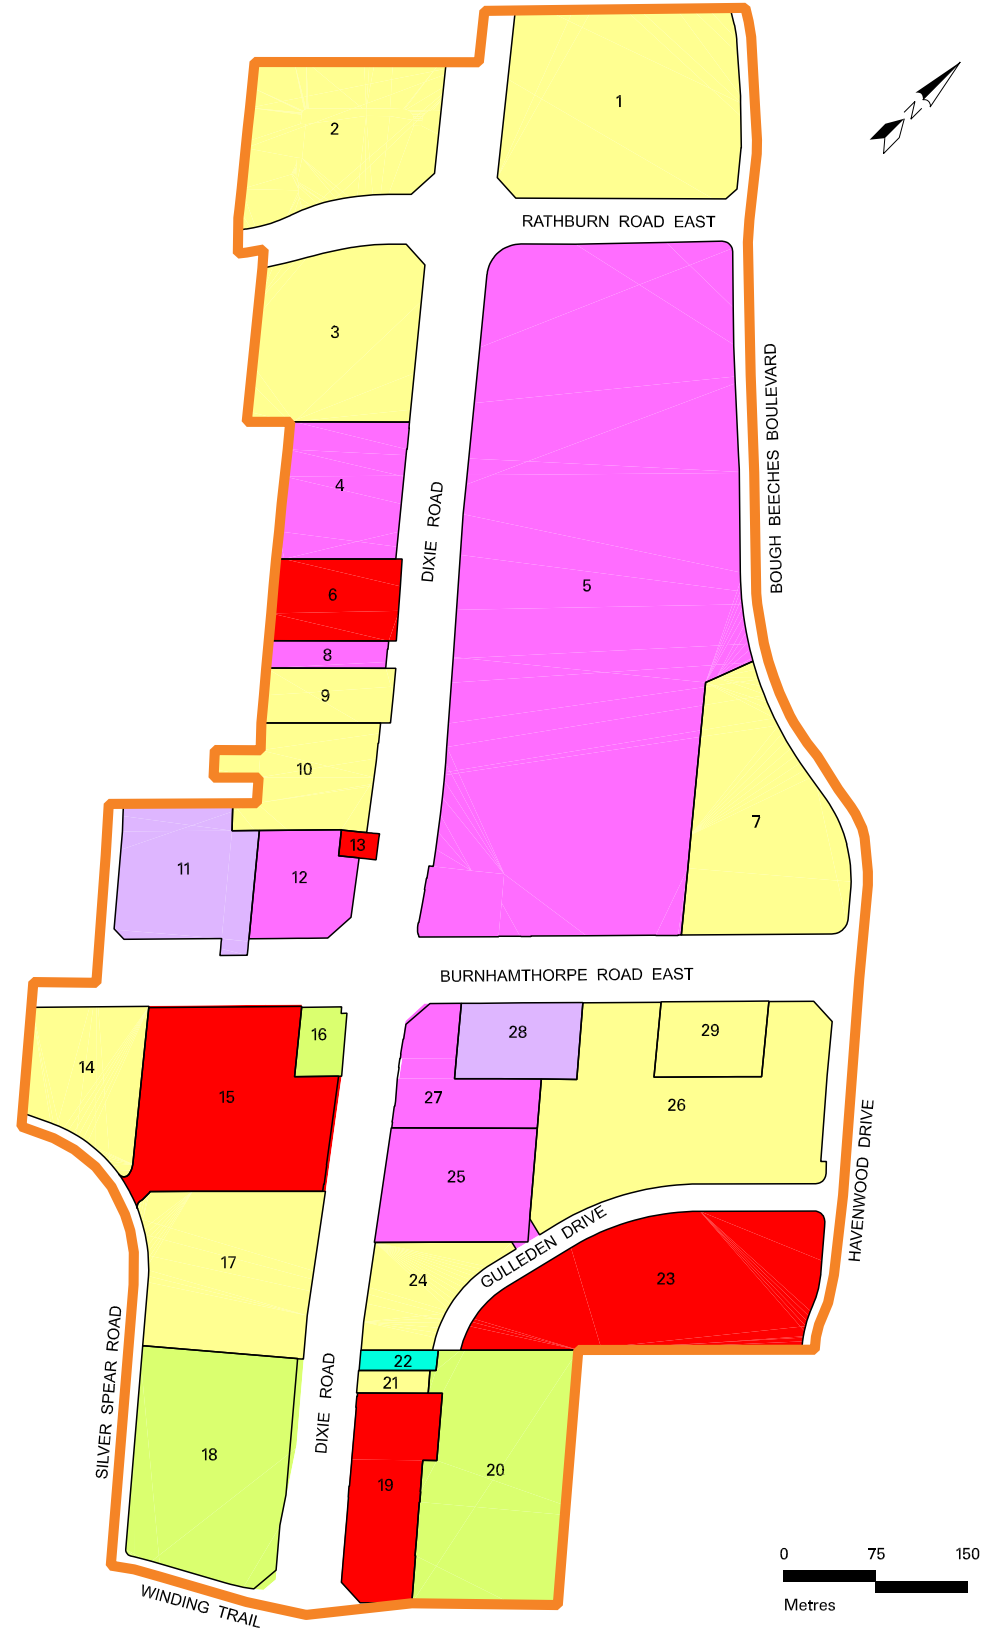 1
2
N
RATHBURN ROAD EAST
3
BOUGH BEECHES BOULEVARD
4
DIXIE ROAD
5
6
8
9
10
7
13
11
12
BURNHAMTHORPE ROAD EAST
16
28
29
14
15
27
26
HAVENWOOD DRIVE
25
GULLEDEN DRIVE
17
24
23
SILVER SPEAR ROAD
DIXIE ROAD
22
21
18
20
19
0 75 150
Metres
WINDING TRAIL